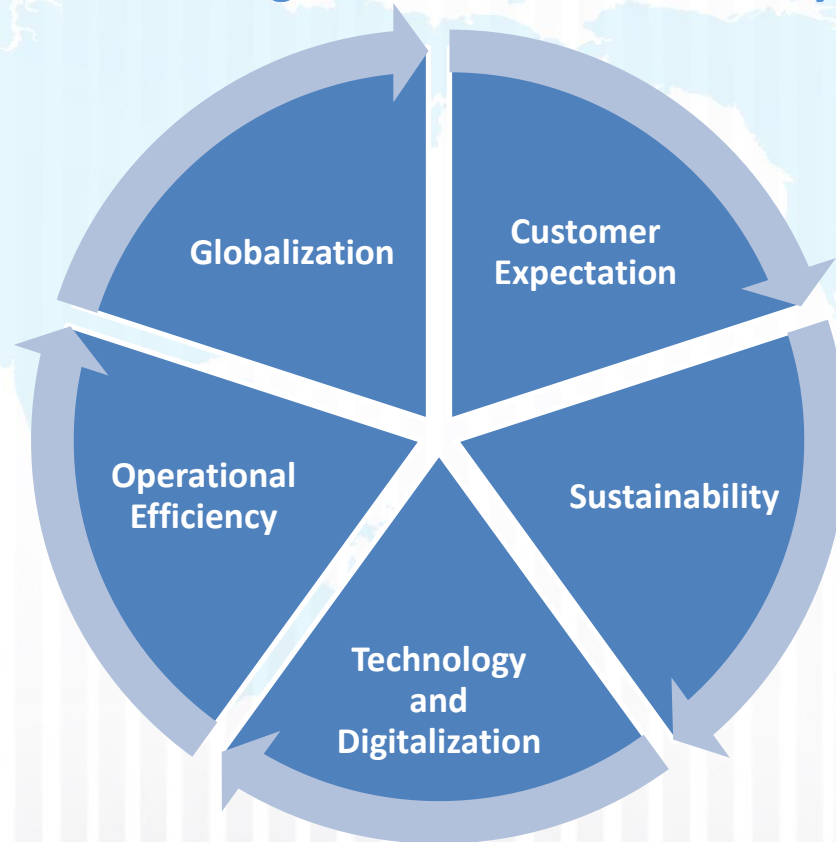 Globalization
Customer
Expectation
Operational
Efficiency
Sustainability
Technology
and
Digitalization